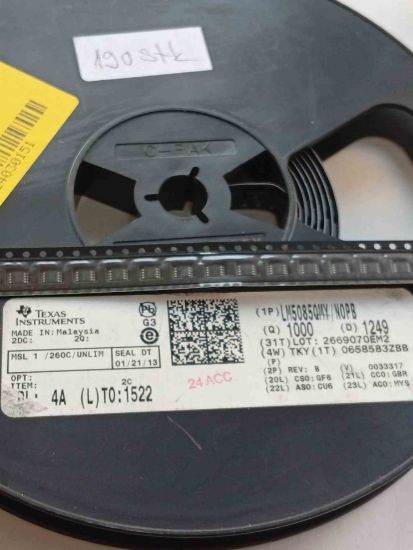 190 stk
C-PAK
24030151
TEXAS
INSTRUMENTS
MADE IN: Malaysia
2DC: 2Q:
G3
MSL 1 /260C/UNLIM
SEAL DT
01/21/13
OPT:
ITEM:
4A (L)TO:1522
2C
24 ACC.
(1P) LM5085QMY/NOPB
(Q) 1000 (D) 1249
(31T)LOT: 2669070EM2
(4W) TKY(1T) 0658583ZBB
(P)
(2P) REV: B (V) 0033317
(20L) CSO:GF6 (21L) CCO:GBR
(22L) ASO:CU6 (23L) ACO:MYS